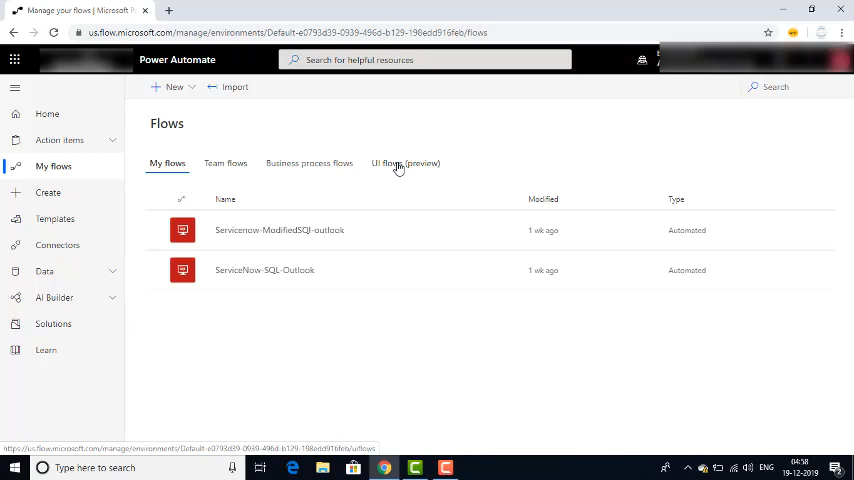 Manage your flows | Microsoft P
us.flow.microsoft.com/manage/environments/Default-e0793d39-0939-496d-b129-198edd916feb/flows
Power Automate
Search for helpful resources
New
Import
Search
Home
Action items
My flows
Create
Templates
Connectors
Data
AI Builder
Solutions
Learn
Flows
My flows
Team flows
Business process flows
UI flows (preview)
Name
Modified
Type
Servicenow-ModifiedSQl-outlook
1 wk ago
Automated
ServiceNow-SQL-Outlook
1 wk ago
Automated
https://us.flow.microsoft.com/manage/environments/Default-e0793d39-0939-496d-b129-198edd916feb/uiflows
Type here to search
ENG
04:58
19-12-2019
2